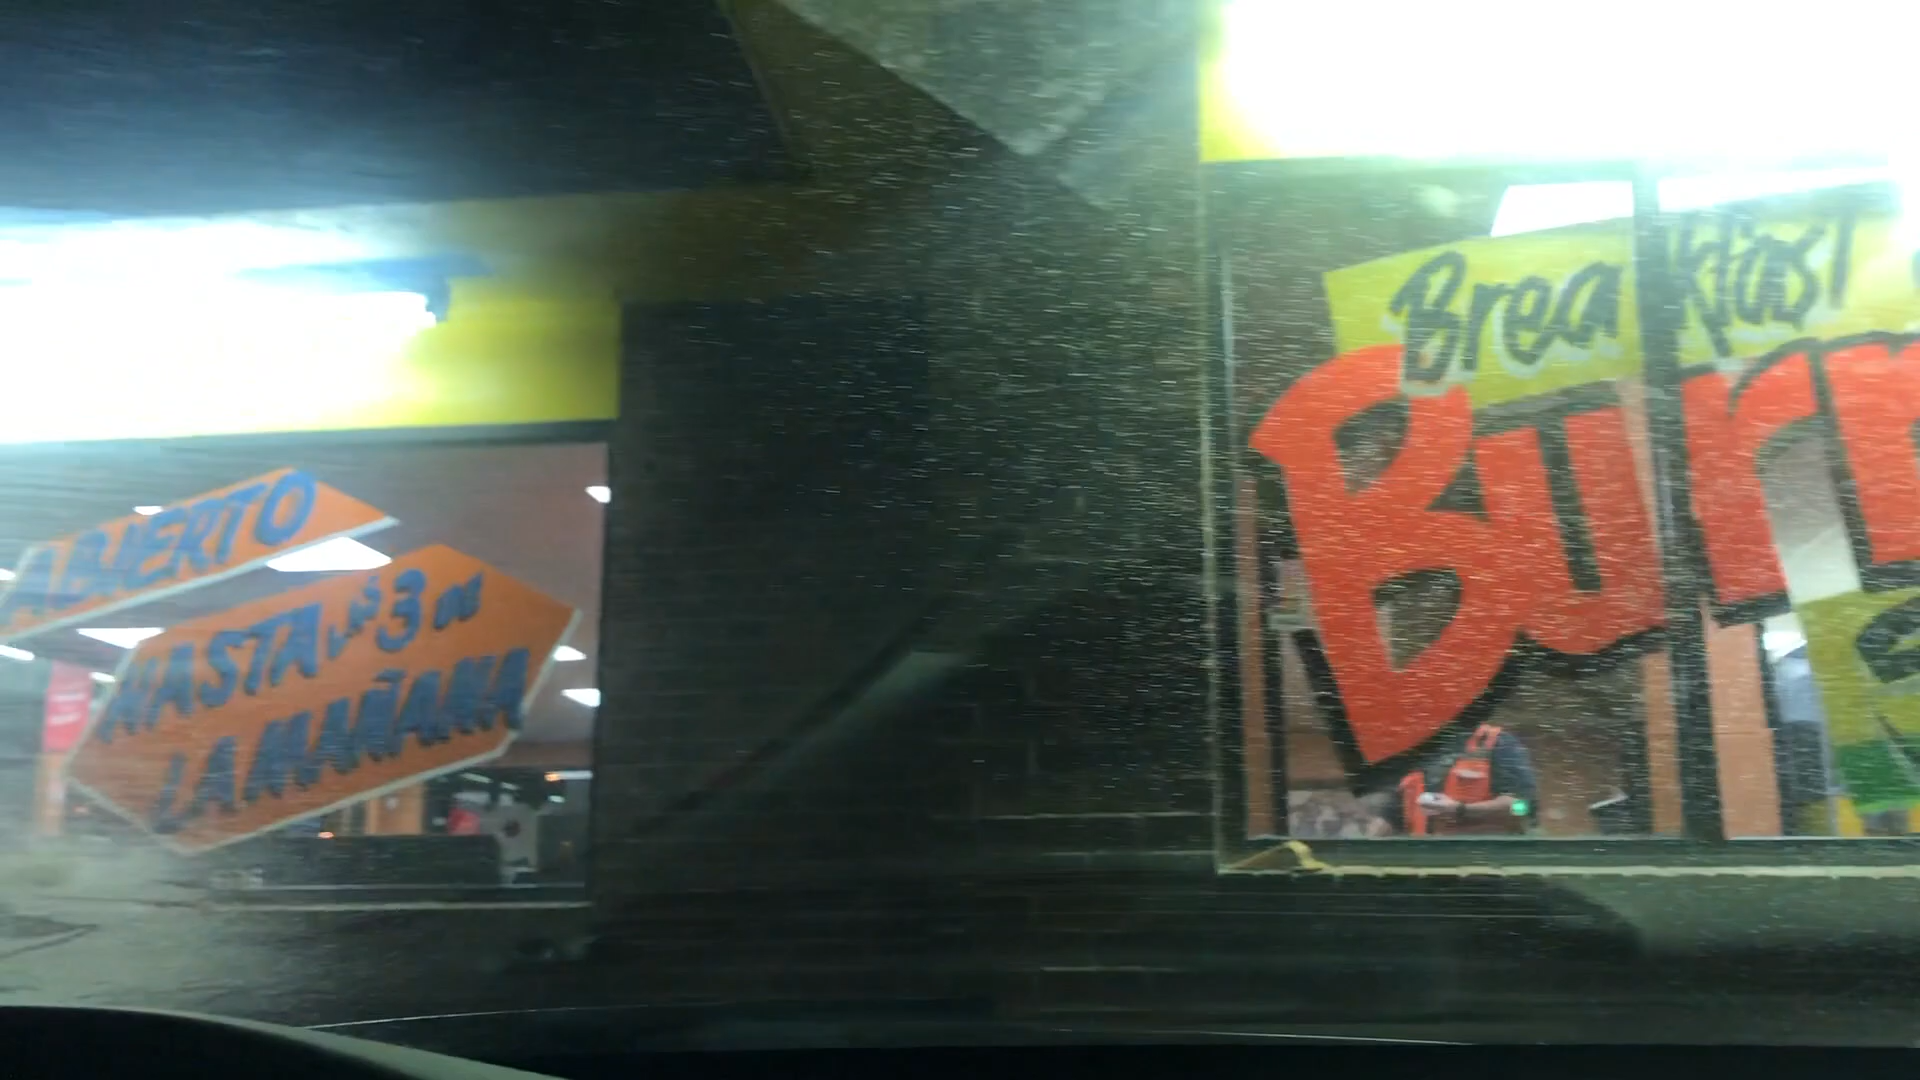 ABIERTO
HASTA LAS 3 DE
LA MAÑANA
Breakfast
Burr